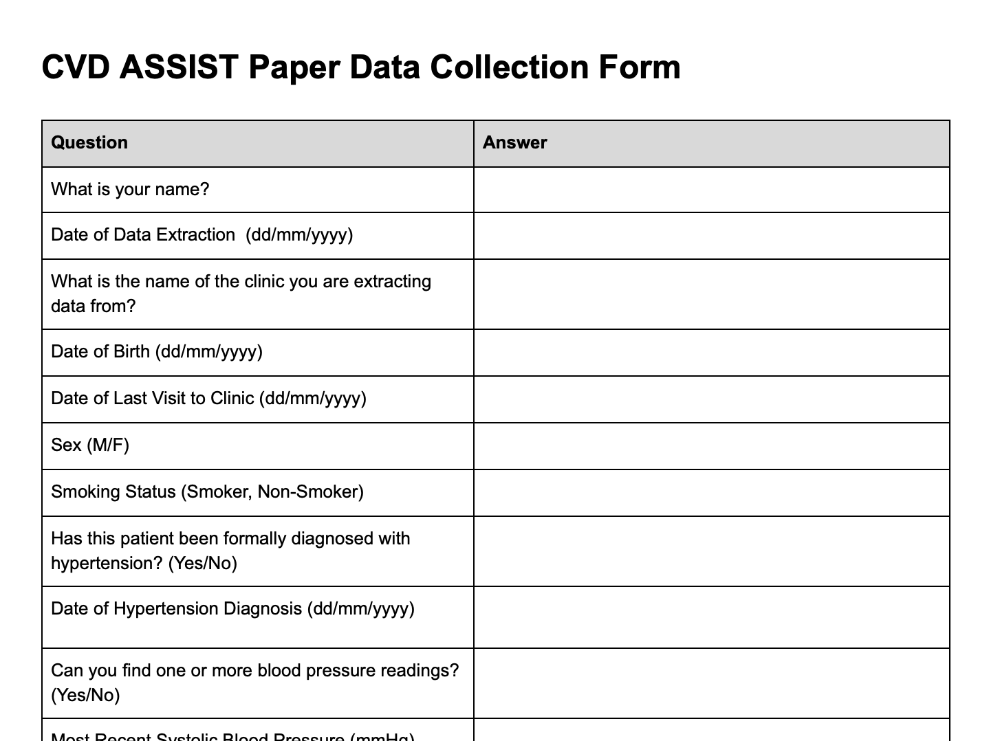 CVD ASSIST Paper Data Collection Form
Question
Answer
What is your name?
Date of Data Extraction  (dd/mm/yyyy)
What is the name of the clinic you are extracting
data from?
Date of Birth (dd/mm/yyyy)
Date of Last Visit to Clinic (dd/mm/yyyy)
Sex (M/F)
Smoking Status (Smoker, Non-Smoker)
Has this patient been formally diagnosed with
hypertension? (Yes/No)
Date of Hypertension Diagnosis (dd/mm/yyyy)
Can you find one or more blood pressure readings?
(Yes/No)
Most Recent Systolic Blood Pressure (mmHg)